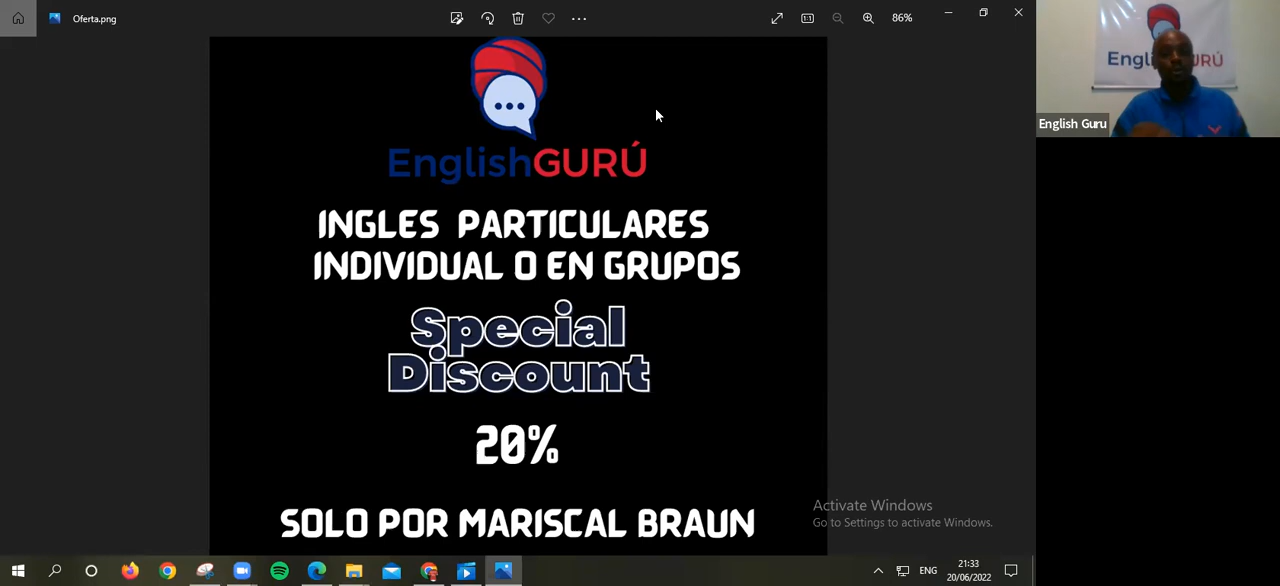 Oferta.png
86%
EnglishGURÚ
INGLES PARTICULARES
INDIVIDUAL O EN GRUPOS
Special
Discount
20%
SOLO POR MARISCAL BRAUN
EnglishGURÚ
English Guru
Activate Windows
Go to Settings to activate Windows.
ENG
21:33
20/06/2022